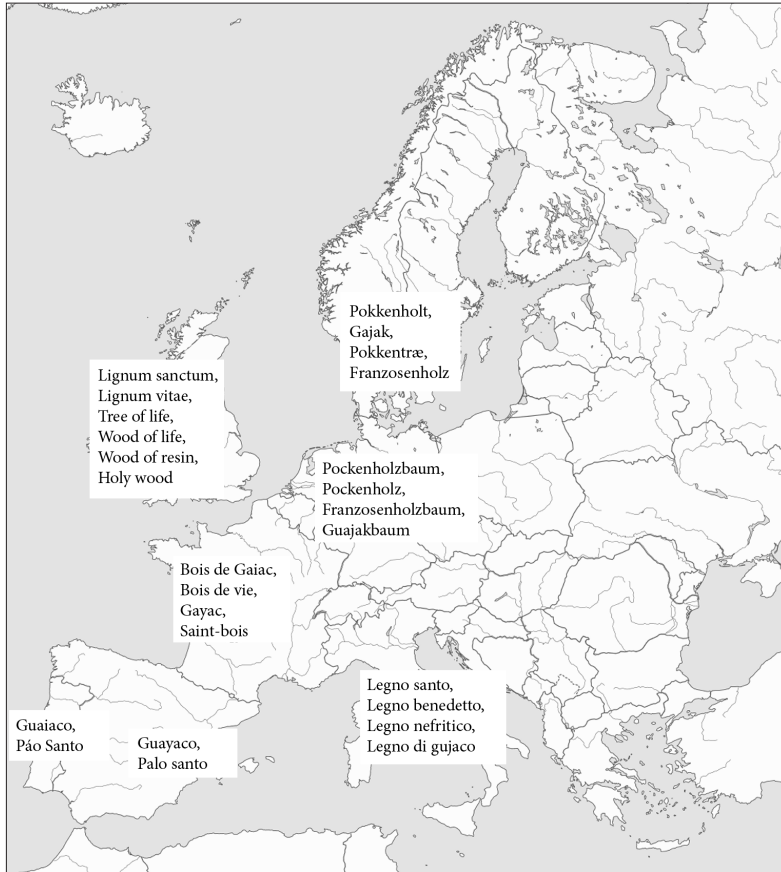 Pokkenholt,
Gajak,
Pokkentræ,
Franzosenholz
Lignum sanctum,
Lignum vitae,
Tree of life,
Wood of life,
Wood of resin,
Holy wood
Pockenholzbaum,
Pockenholz,
Franzosenholzbaum,
Guajakbaum
Bois de Gaiac,
Bois de vie,
Gayac,
Saint-bois
Legno santo,
Legno benedetto,
Legno nefritico,
Legno di gujaco
Guaiaco,
Páo Santo
Guayaco,
Palo santo